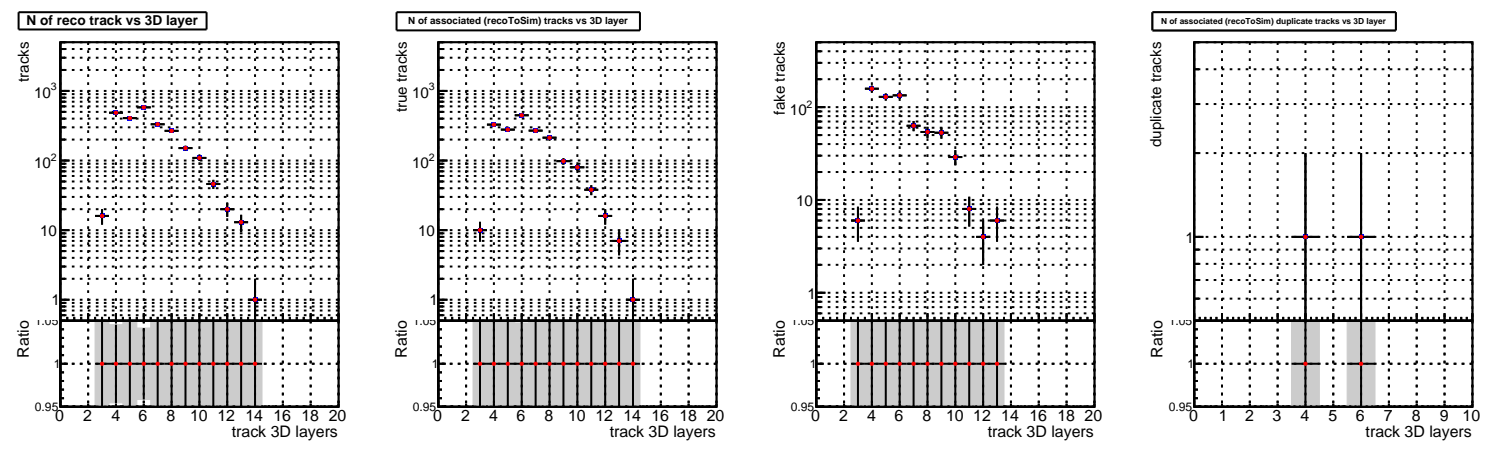 N of reco track vs 3D layer
tracks
10³
10²
10
1
Ratio
1.05
1
0.95
0 2 4 6 8 10 12 14 16 18 20
track 3D layers
N of associated (recoToSim) tracks vs 3D layer
true tracks
10³
10²
10
1
Ratio
1.05
1
0.95
0 2 4 6 8 10 12 14 16 18 20
track 3D layers
fake tracks
10²
10
1
Ratio
1.05
1
0.95
0 2 4 6 8 10 12 14 16 18 20
track 3D layers
N of associated (recoToSim) duplicate tracks vs 3D layer
duplicate tracks
1
Ratio
1.05
1
0.95
0 1 2 3 4 5 6 7 8 9 10
track 3D layers